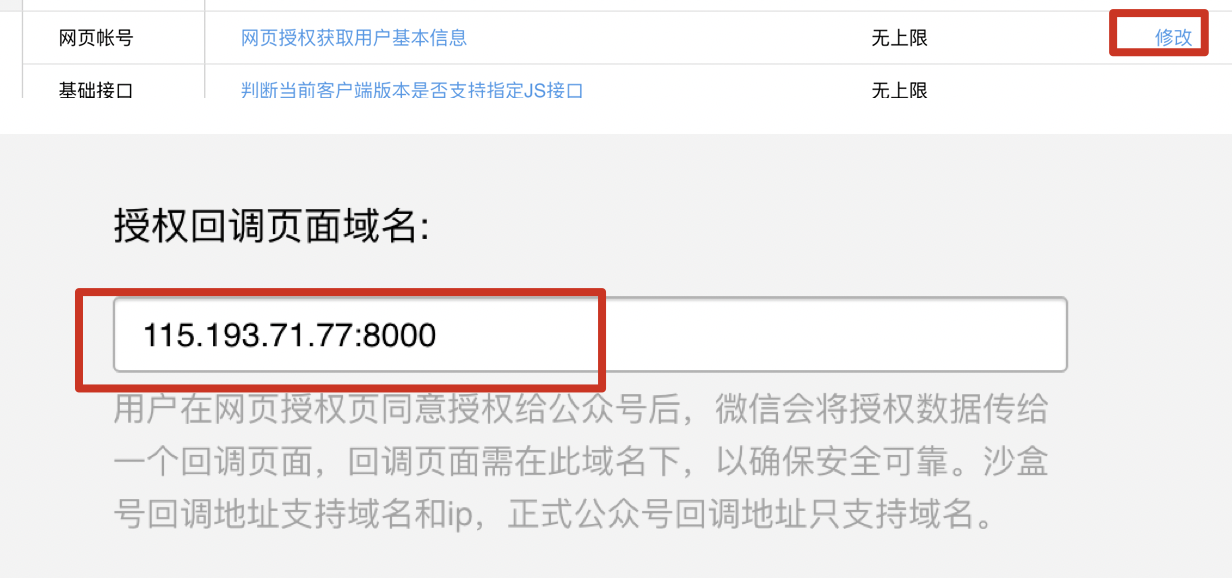 网页帐号 网页授权获取用户基本信息 无上限 修改
基础接口 判断当前客户端版本是否支持指定JS接口 无上限
授权回调页面域名:
115.193.71.77:8000
用户在网页授权页同意授权给公众号后，微信会将授权数据传给
一个回调页面，回调页面需在此域名下，以确保安全可靠。沙盒
号回调地址支持域名和ip，正式公众号回调地址只支持域名。